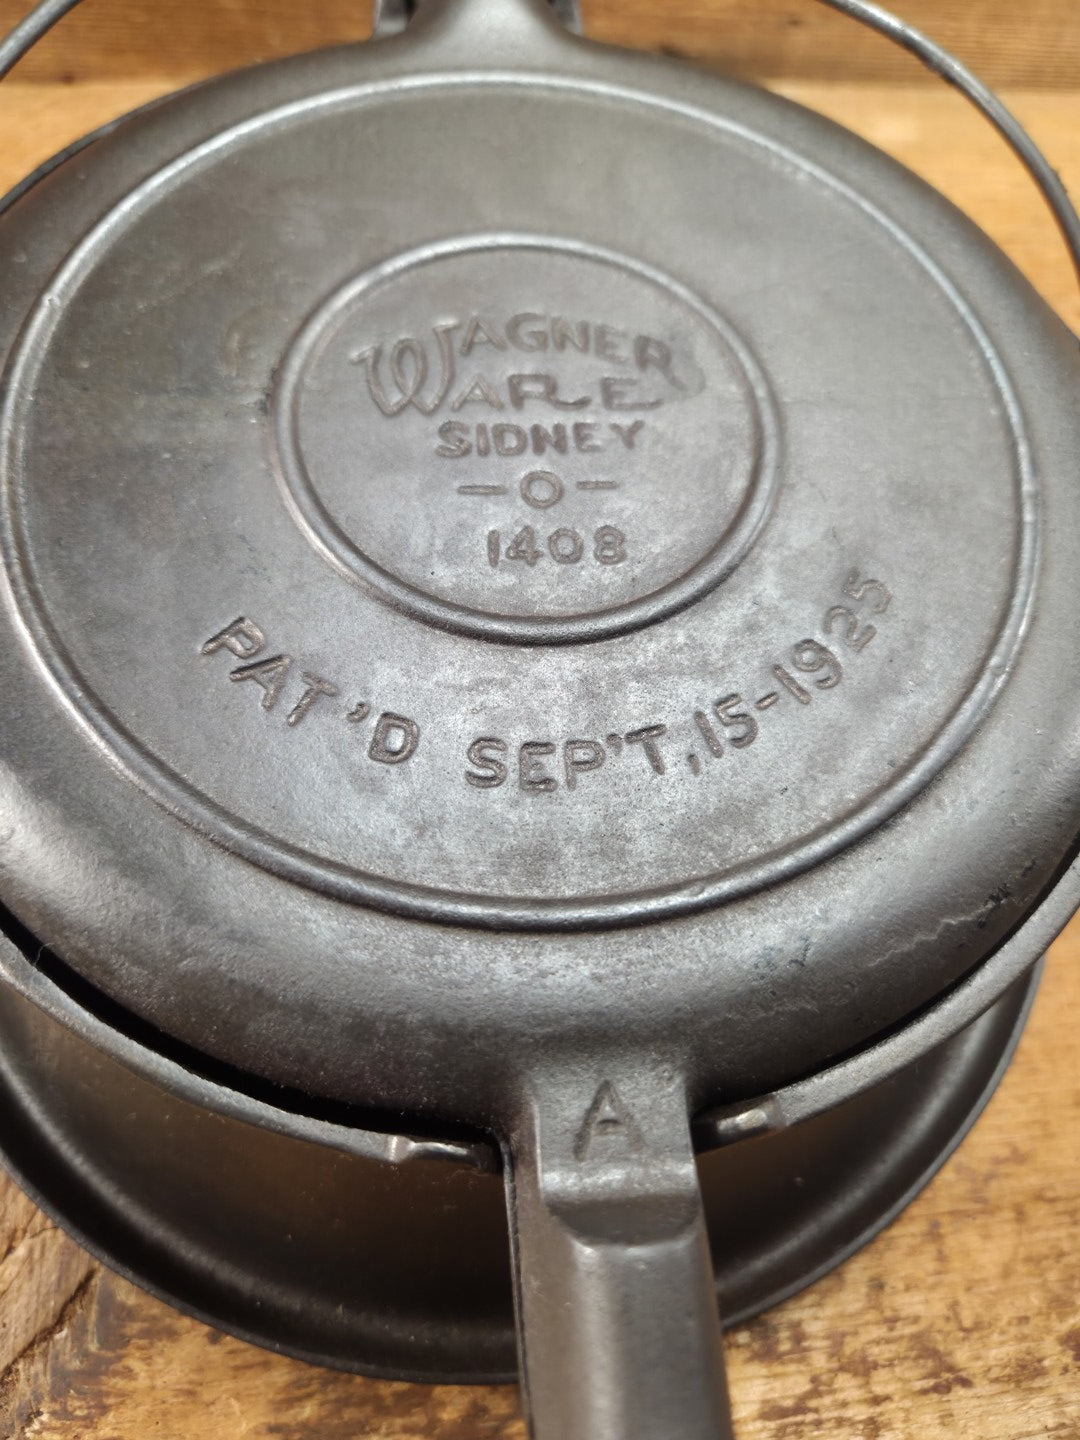 WAGNER
WARE
SIDNEY
-O-
1408
PAT'D SEP'T, 15-1925
A